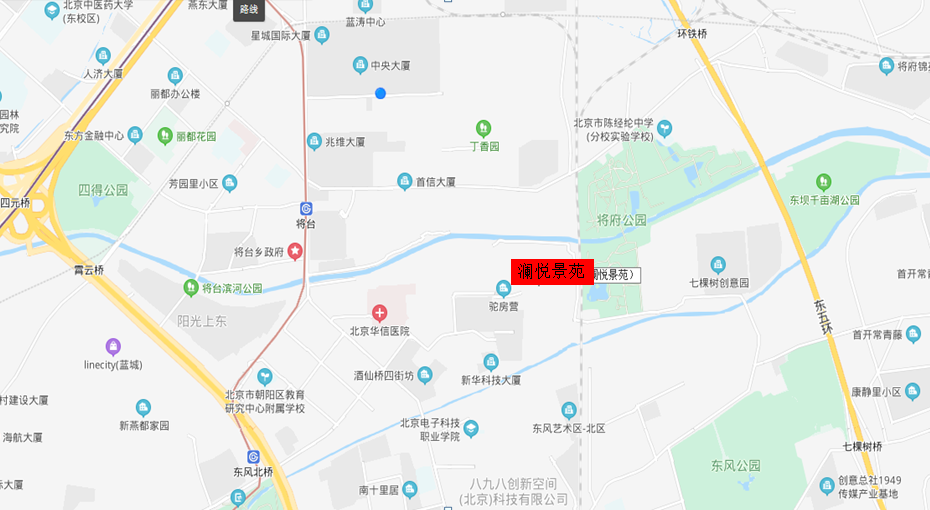 北京中医药大学
(东校区)
燕东大厦
路线
蓝涛中心
星城国际大厦
环铁桥
人济大厦
丽都办公楼
中央大厦
园林
究院
东方金融中心
丽都花园
兆维大厦
丁香园
北京市陈经纶中学
(分校实验学校)
四得公园
芳园里小区
首信大厦
东坝千亩湖公园
四元桥
将台
将府公园
将台乡政府
霄云桥
澜悦景苑
阅悦景苑）
七棵树创意园
首开常
将台滨河公园
驼房营
阳光上东
北京华信医院
东五环
首开常青藤
linecity(蓝城)
酒仙桥四街坊
新华科技大厦
北京市朝阳区教育
研究中心附属学校
康静里小区
村建设大厦
新燕都家园
北京电子科技
职业学院
东风艺术区-北区
海航大厦
七棵树桥
东风北桥
东风公园
南十里居
八九八创新空间
(北京)科技有限公司
创意总社1949
传媒产业基地